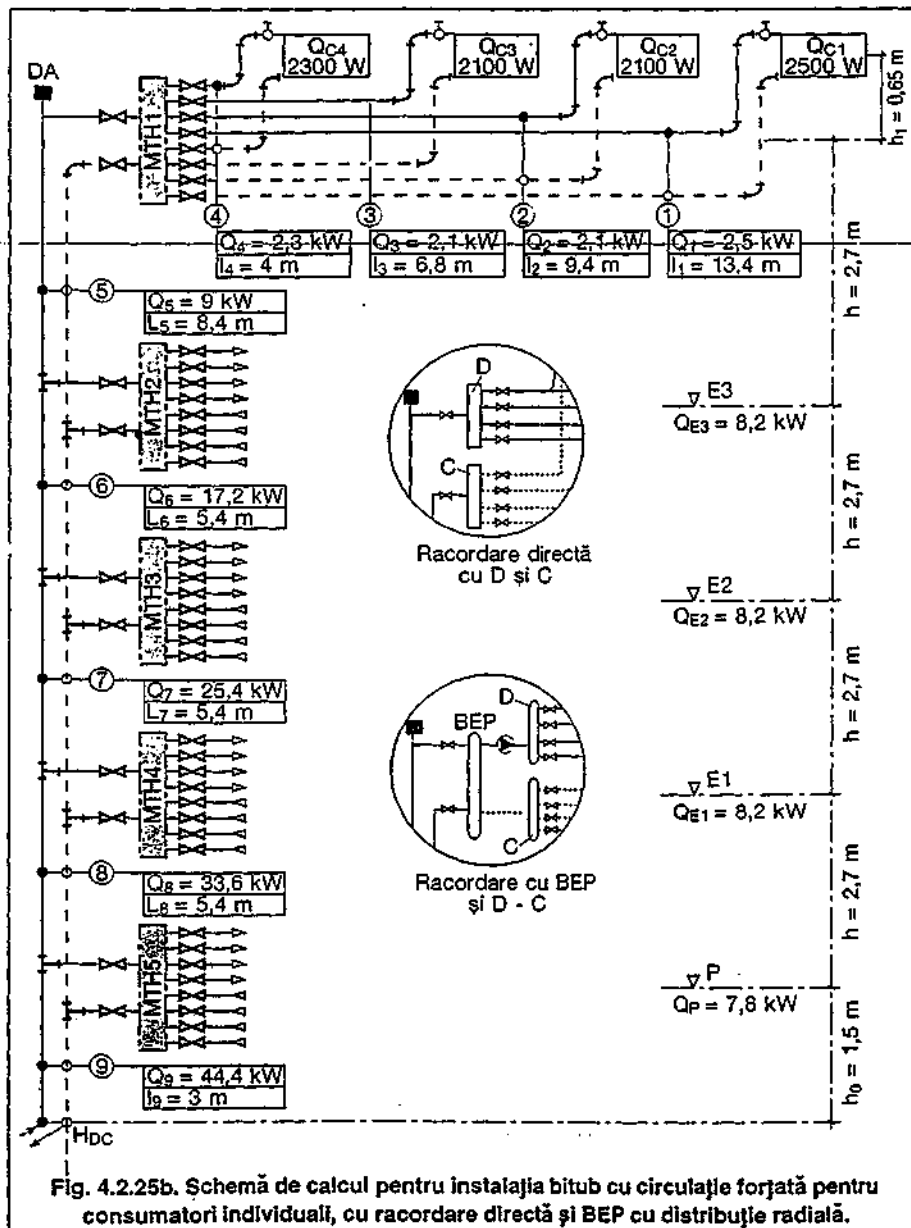 QC4
2300 W
QC3
2100 W
QC2
2100 W
QC1
2500 W
h1 = 0,65 m
DA
MTH1
4
3
2
1
Q4 = 2,3 kW
l4 = 4 m
Q3 = 2,1 kW
l3 = 6,8 m
Q2 = 2,1 kW
l2 = 9,4 m
Q1 = 2,5 kW
l1 = 13,4 m
h = 2,7 m
5
Q5 = 9 kW
L5 = 8,4 m
MTH2
D
C
Racordare directă
cu D și C
E3
QE3 = 8,2 kW
h = 2,7 m
6
Q6 = 17,2 kW
L6 = 5,4 m
MTH3
E2
QE2 = 8,2 kW
h = 2,7 m
7
Q7 = 25,4 kW
L7 = 5,4 m
MTH4
BEP
D
C
Racordare cu BEP
și D - C
E1
QE1 = 8,2 kW
h = 2,7 m
8
Q8 = 33,6 kW
L8 = 5,4 m
MTH5
P
QP = 7,8 kW
h0 = 1,5 m
9
Q9 = 44,4 kW
l9 = 3 m
HDC
Fig. 4.2.25b. Schemă de calcul pentru instalația bitub cu circulație forțată pentru
consumatori individuali, cu racordare directă și BEP cu distribuție radială.